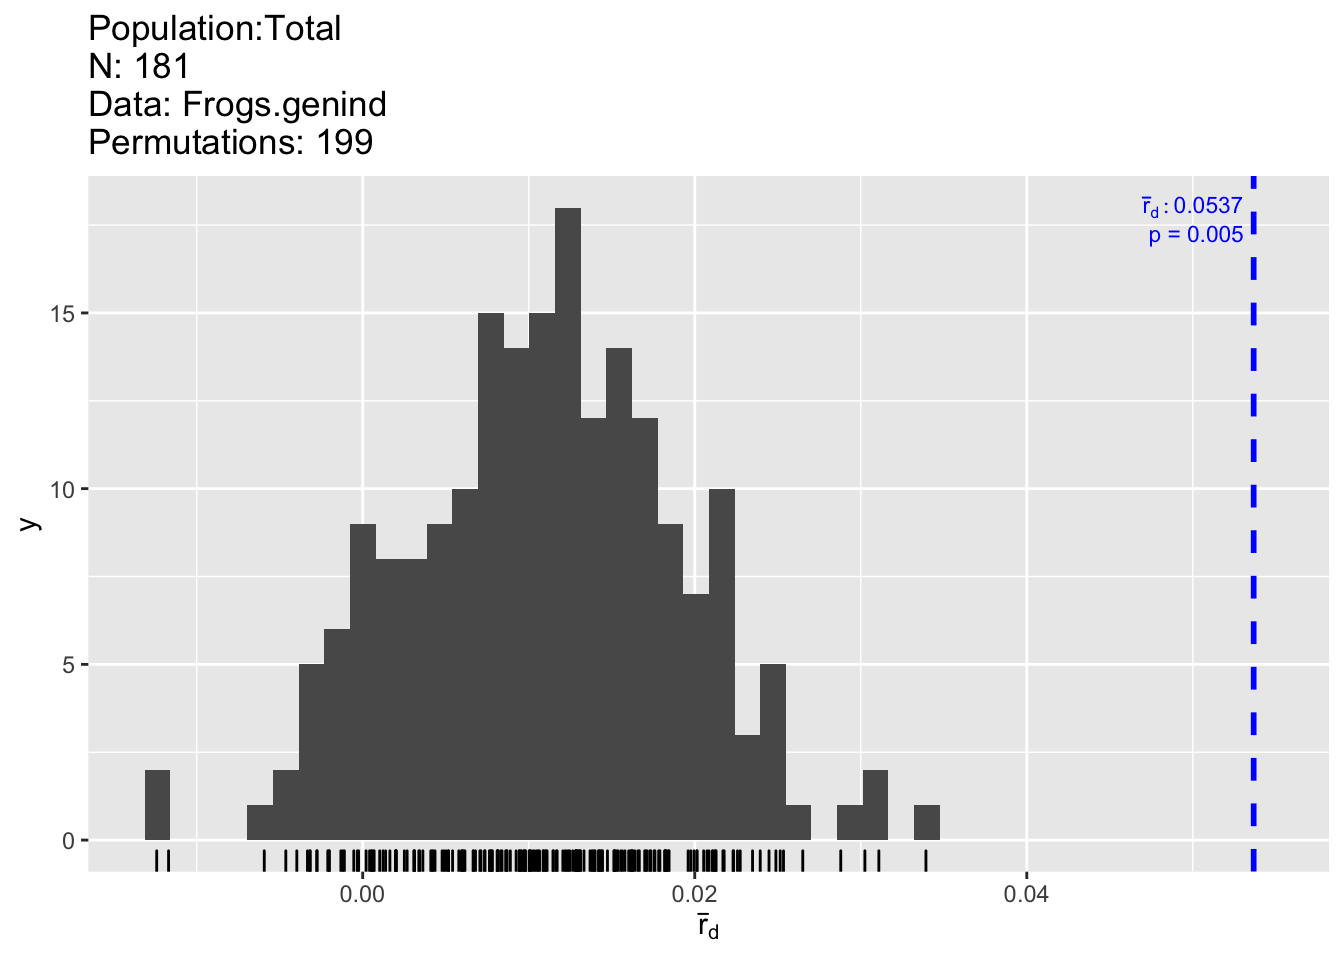 Population:Total
N: 181
Data: Frogs.genind
Permutations: 199
r̄d : 0.0537
p = 0.005
15
10
5
0
y
0.00 0.02 0.04
r̄d